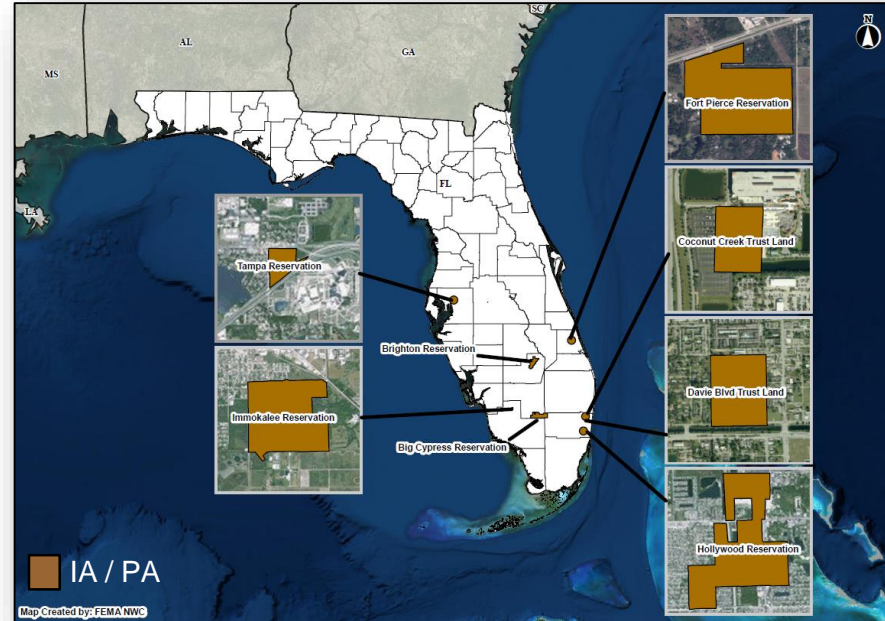 SC
AL
GA
MS
N
Fort Pierce Reservation
FL
LA
Coconut Creek Trust Land
Tampa Reservation
Brighton Reservation
Davie Blvd Trust Land
Immokalee Reservation
Big Cypress Reservation
Hollywood Reservation
IA / PA
Map Created by: FEMA NWC